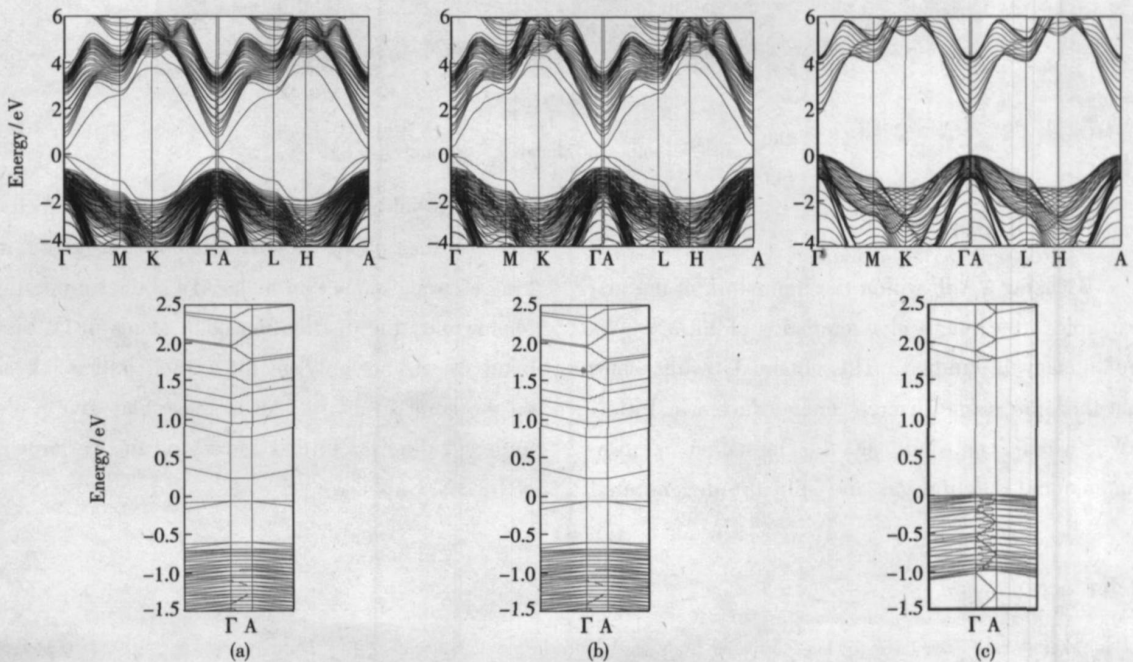 6 6 6
4 4 4
2 2 2
0 0 0
−2 −2 −2
−4 −4 −4
Energy/eV
Γ M K Γ A L H A Γ M K Γ A L H A Γ M K Γ A L H A
2.5 2.5 2.5
2.0 2.0 2.0
1.5 1.5 1.5
1.0 1.0 1.0
0.5 0.5 0.5
0 0 0
−0.5 −0.5 −0.5
−1.0 −1.0 −1.0
−1.5 −1.5 −1.5
Energy/eV
Γ A Γ A Γ A
(a) (b) (c)